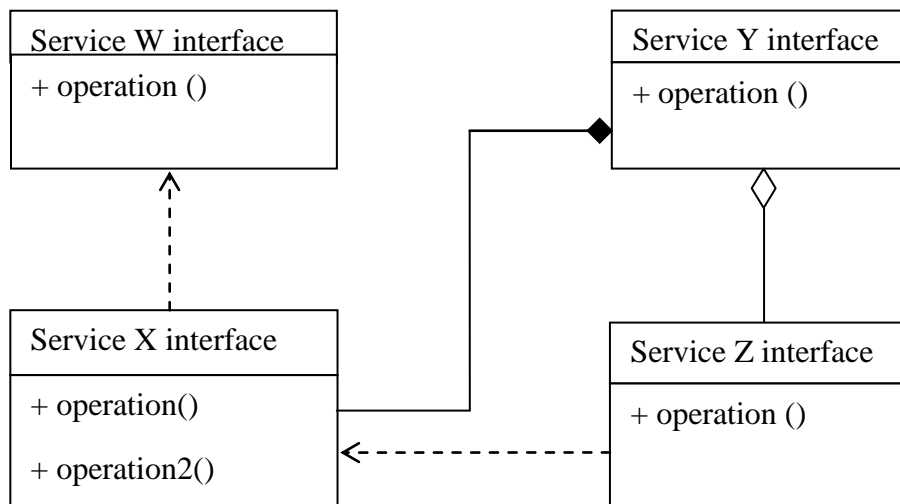 Service W interface
+ operation ()
Service Y interface
+ operation ()
Service X interface
+ operation()
+ operation2()
Service Z interface
+ operation ()